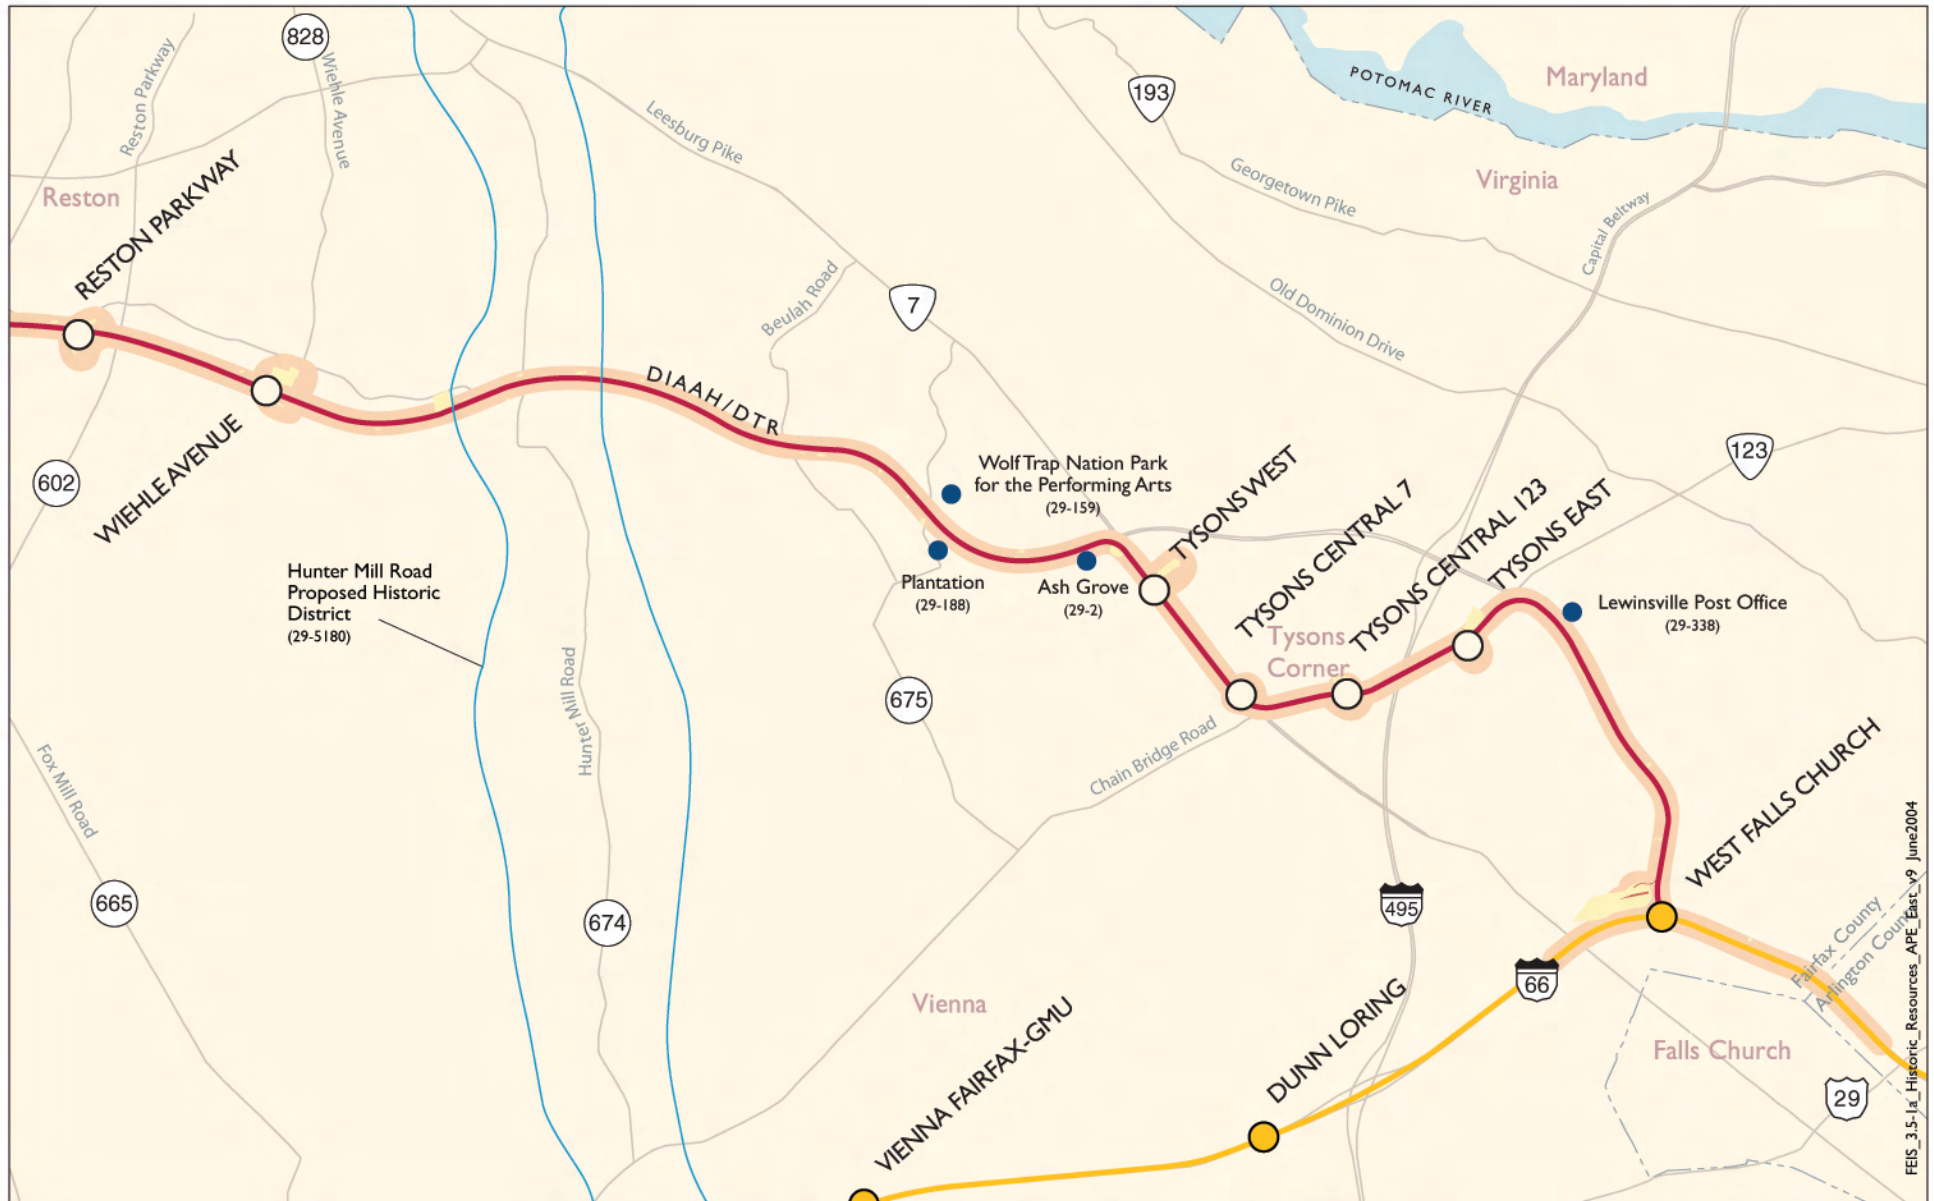 828
Reston Parkway
Wiehle Avenue
Leesburg Pike
193
POTOMAC RIVER
Maryland
Virginia
Georgetown Pike
Capital Beltway
Reston
RESTON PARKWAY
Beulah Road
7
Old Dominion Drive
DIAAH/DTR
WIEHLE AVENUE
602
123
Wolf Trap Nation Park
for the Performing Arts
(29-159)
TYSONS WEST
TYSONS CENTRAL 7
TYSONS CENTRAL 123
TYSONS EAST
Hunter Mill Road
Proposed Historic
District
(29-5180)
Plantation
(29-188)
Ash Grove
(29-2)
Lewinsville Post Office
(29-338)
Tysons
Corner
Hunter Mill Road
675
Chain Bridge Road
Fox Mill Road
WEST FALLS CHURCH
665
674
495
66
Vienna
VIENNA FAIRFAX-GMU
DUNN LORING
Fairfax County
Arlington County
Falls Church
29
FEIS_3.5-1a_Historic_Resources_APE_East_v9 June2004